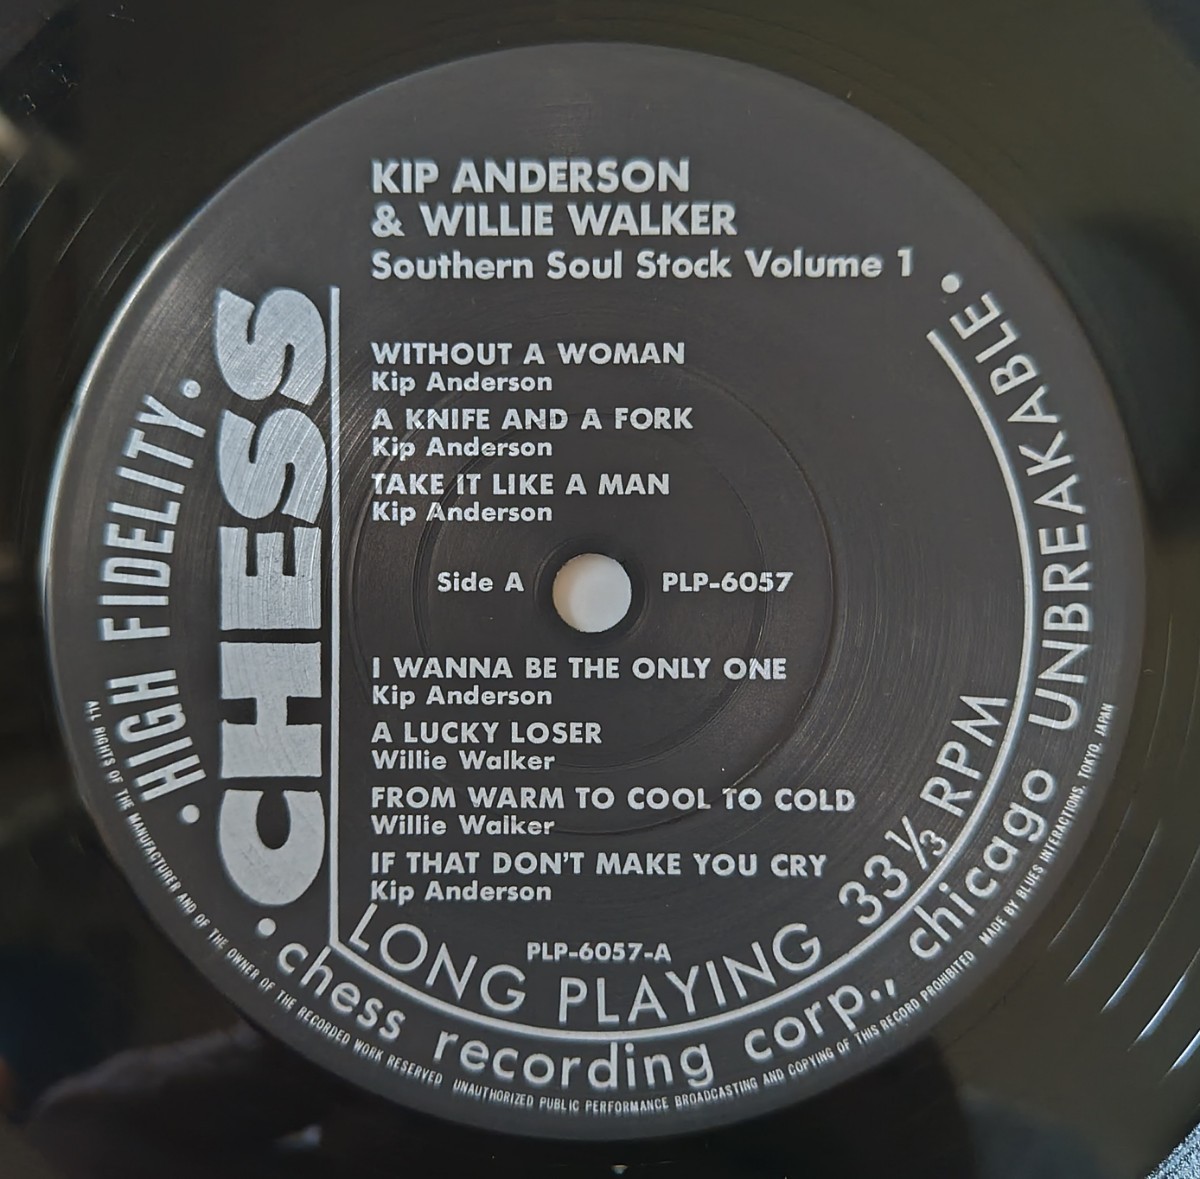 KIP ANDERSON
& WILLIE WALKER
Southern Soul Stock Volume 1
CHESS
· HIGH FIDELITY ·
WITHOUT A WOMAN
Kip Anderson
A KNIFE AND A FORK
Kip Anderson
TAKE IT LIKE A MAN
Kip Anderson
Side A
PLP-6057
I WANNA BE THE ONLY ONE
Kip Anderson
A LUCKY LOSER
Willie Walker
FROM WARM TO COOL TO COLD
Willie Walker
IF THAT DON'T MAKE YOU CRY
Kip Anderson
PLP-6057-A
LONG PLAYING 33 1/3 RPM
· chess recording corp., chicago UNBREAKABLE ·
ALL RIGHTS OF THE MANUFACTURER AND OF THE OWNER OF THE RECORDED WORK RESERVED UNAUTHORIZED PUBLIC PERFORMANCE BROADCASTING AND COPYING OF THIS RECORD PROHIBITED MADE BY BLUES INTERACTIONS, TOKYO, JAPAN